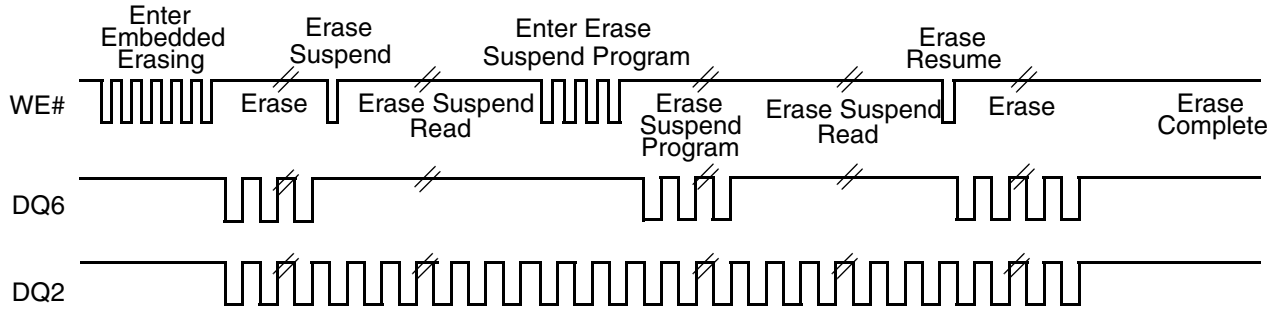 Enter
Embedded
Erasing
Erase
Suspend
Enter Erase
Suspend Program
Erase
Resume
WE#
Erase
Erase Suspend
Read
Erase
Suspend
Program
Erase Suspend
Read
Erase
Erase
Complete
DQ6
DQ2